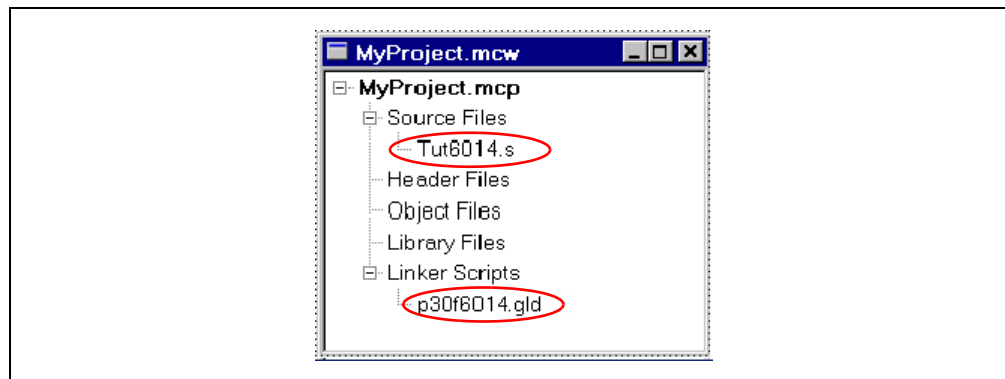 MyProject.mcw
MyProject.mcp
Source Files
Tut6014.s
Header Files
Object Files
Library Files
Linker Scripts
p30f6014.gld